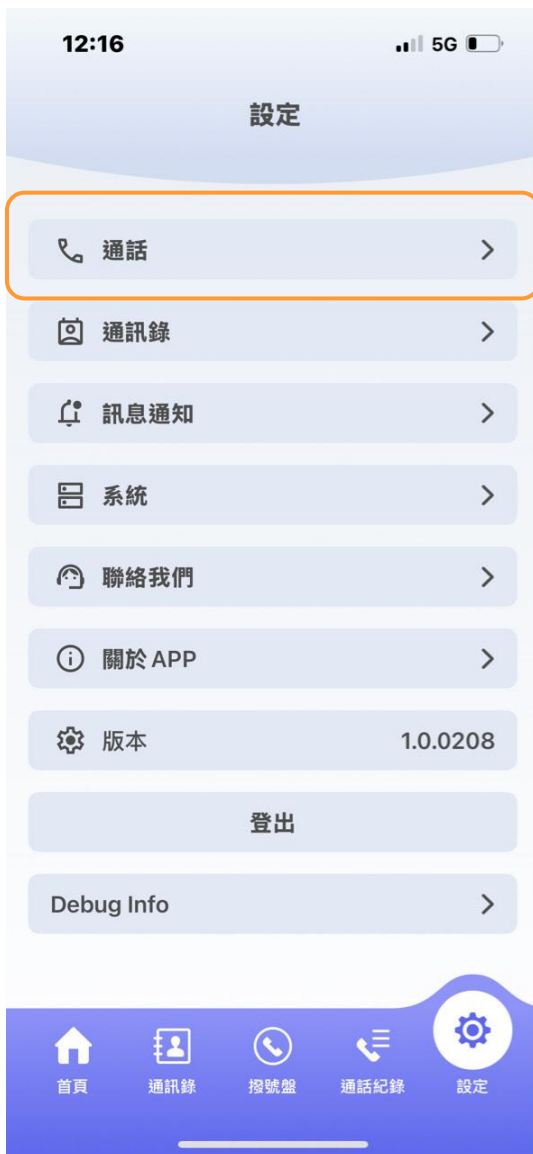 12:16 5G
設定
通話
通訊錄
訊息通知
系統
聯絡我們
關於 APP
版本 1.0.0208
登出
Debug Info
首頁 通訊錄 撥號盤 通話紀錄 設定